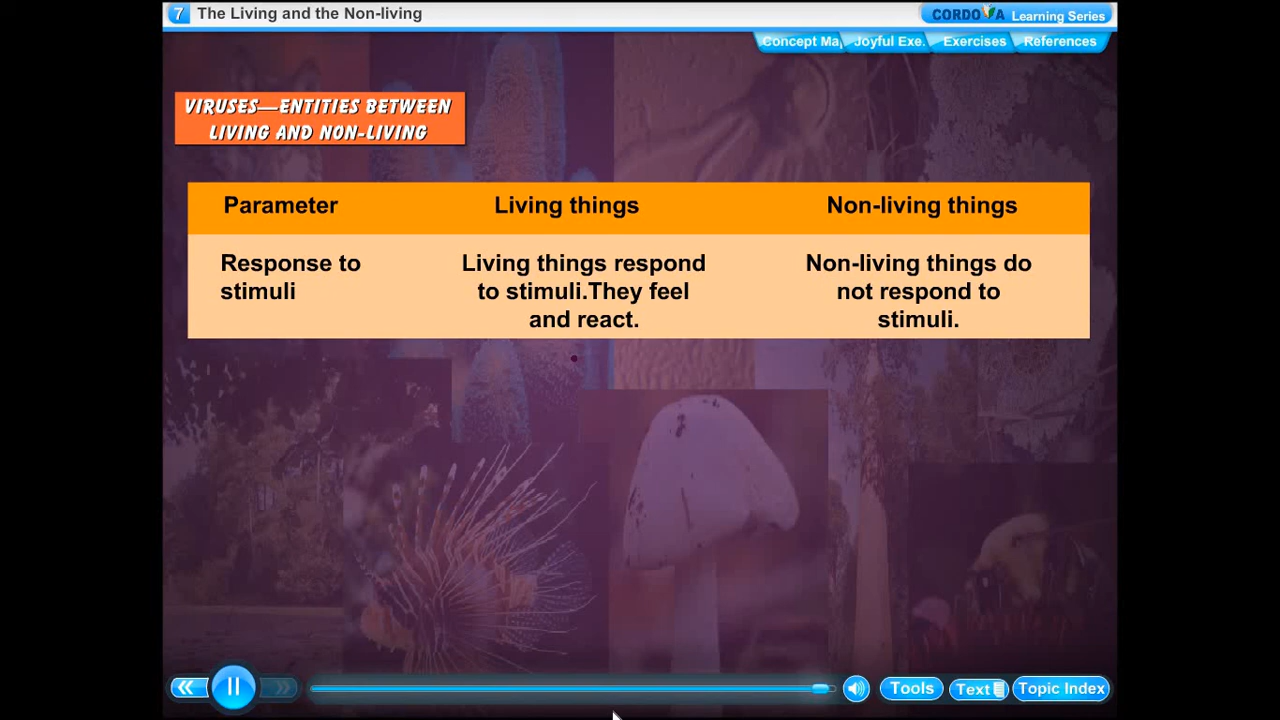 7 The Living and the Non-living
CORDOVA Learning Series
Concept Ma
Joyful Exe.
Exercises
References
VIRUSES—ENTITIES BETWEEN
LIVING AND NON-LIVING
Parameter
Living things
Non-living things
Response to
stimuli
Living things respond
to stimuli.They feel
and react.
Non-living things do
not respond to
stimuli.
Tools
Text
Topic Index